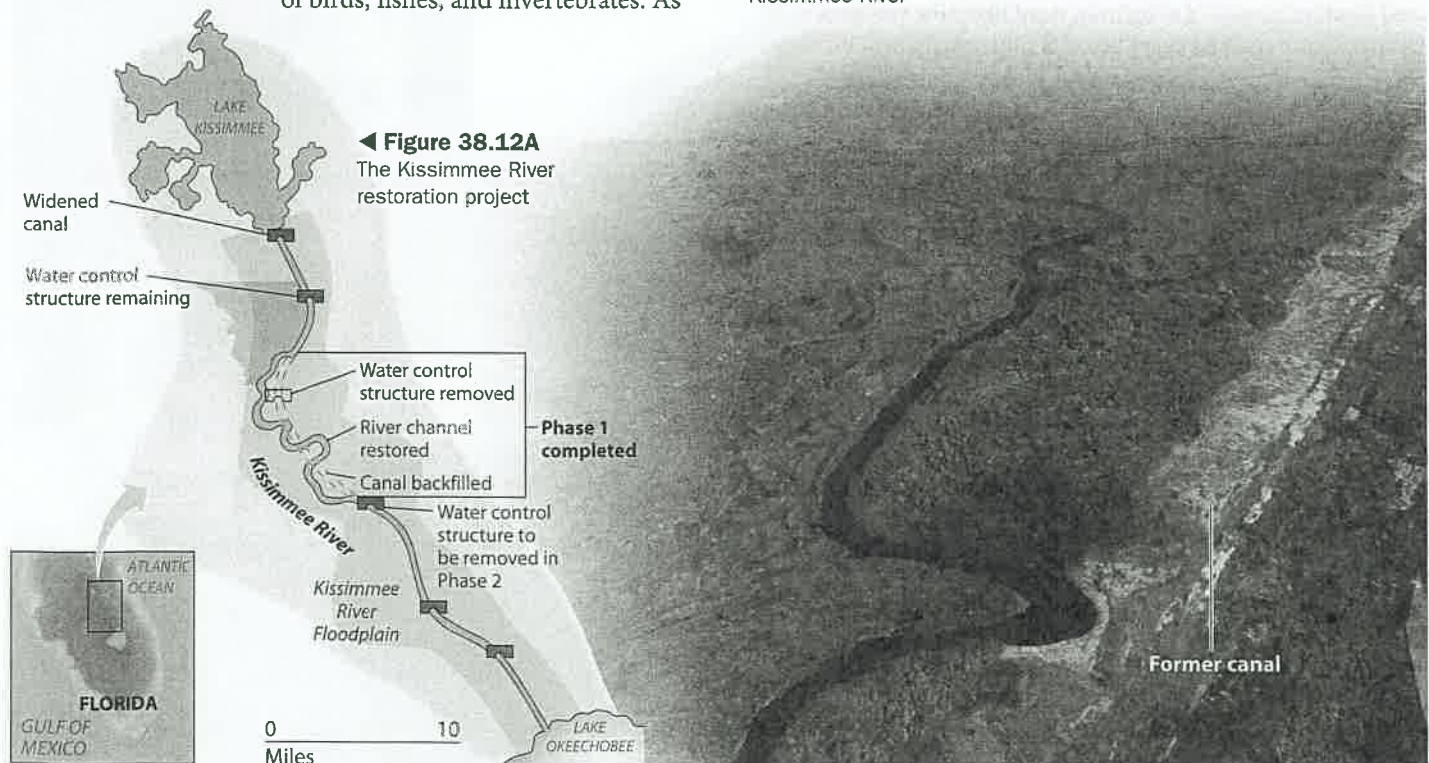 of birds, fishes, and invertebrates. As
Kissimmee River
LAKE
KISSIMMEE
◀ Figure 38.12A
The Kissimmee River
restoration project
Widened
canal
Water control
structure remaining
Water control
structure removed
River channel
restored
Canal backfilled
Phase 1
completed
Kissimmee River
Water control
structure to
be removed in
Phase 2
Kissimmee
River
Floodplain
ATLANTIC
OCEAN
FLORIDA
GULF OF
MEXICO
0 10
Miles
LAKE
OKEECHOBEE
Former canal